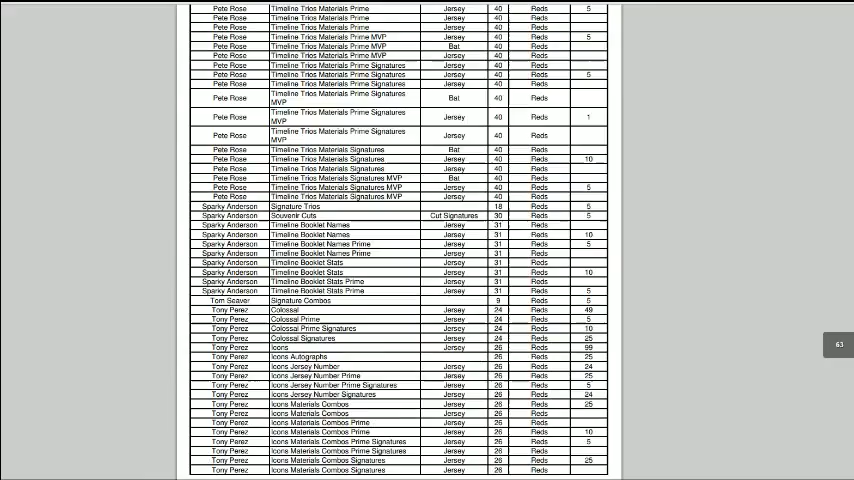 Pete Rose Timeline Trios Materials Prime Jersey 40 Reds 5
Pete Rose Timeline Trios Materials Prime Jersey 40 Reds
Pete Rose Timeline Trios Materials Prime Jersey 40 Reds
Pete Rose Timeline Trios Materials Prime MVP Jersey 40 Reds 5
Pete Rose Timeline Trios Materials Prime MVP Bat 40 Reds
Pete Rose Timeline Trios Materials Prime MVP Jersey 40 Reds
Pete Rose Timeline Trios Materials Prime Signatures Jersey 40 Reds
Pete Rose Timeline Trios Materials Prime Signatures Jersey 40 Reds 5
Pete Rose Timeline Trios Materials Prime Signatures Jersey 40 Reds
Pete Rose Timeline Trios Materials Prime Signatures MVP Bat 40 Reds
Pete Rose Timeline Trios Materials Prime Signatures MVP Jersey 40 Reds 1
Pete Rose Timeline Trios Materials Prime Signatures MVP Jersey 40 Reds
Pete Rose Timeline Trios Materials Signatures Bat 40 Reds
Pete Rose Timeline Trios Materials Signatures Jersey 40 Reds 10
Pete Rose Timeline Trios Materials Signatures Jersey 40 Reds
Pete Rose Timeline Trios Materials Signatures MVP Bat 40 Reds
Pete Rose Timeline Trios Materials Signatures MVP Jersey 40 Reds 5
Pete Rose Timeline Trios Materials Signatures MVP Jersey 40 Reds
Sparky Anderson Signature Trios 18 Reds 5
Sparky Anderson Souvenir Cuts Cut Signatures 30 Reds 5
Sparky Anderson Timeline Booklet Names Jersey 31 Reds
Sparky Anderson Timeline Booklet Names Jersey 31 Reds 10
Sparky Anderson Timeline Booklet Names Prime Jersey 31 Reds 5
Sparky Anderson Timeline Booklet Names Prime Jersey 31 Reds
Sparky Anderson Timeline Booklet Stats Jersey 31 Reds
Sparky Anderson Timeline Booklet Stats Jersey 31 Reds 10
Sparky Anderson Timeline Booklet Stats Prime Jersey 31 Reds
Sparky Anderson Timeline Booklet Stats Prime Jersey 31 Reds 5
Tom Seaver Signature Combos 9 Reds 5
Tony Perez Colossal Jersey 24 Reds 49
Tony Perez Colossal Prime Jersey 24 Reds 5
Tony Perez Colossal Prime Signatures Jersey 24 Reds 10
Tony Perez Colossal Signatures Jersey 24 Reds 25
Tony Perez Icons Jersey 26 Reds 99
Tony Perez Icons Autographs 26 Reds 25
Tony Perez Icons Jersey Number Jersey 26 Reds 24
Tony Perez Icons Jersey Number Prime Jersey 26 Reds 25
Tony Perez Icons Jersey Number Prime Signatures Jersey 26 Reds 5
Tony Perez Icons Jersey Number Signatures Jersey 26 Reds 24
Tony Perez Icons Materials Combos Jersey 26 Reds 25
Tony Perez Icons Materials Combos Jersey 26 Reds
Tony Perez Icons Materials Combos Prime Jersey 26 Reds
Tony Perez Icons Materials Combos Prime Jersey 26 Reds 10
Tony Perez Icons Materials Combos Prime Signatures Jersey 26 Reds 5
Tony Perez Icons Materials Combos Prime Signatures Jersey 26 Reds
Tony Perez Icons Materials Combos Signatures Jersey 26 Reds 25
Tony Perez Icons Materials Combos Signatures Jersey 26 Reds
63